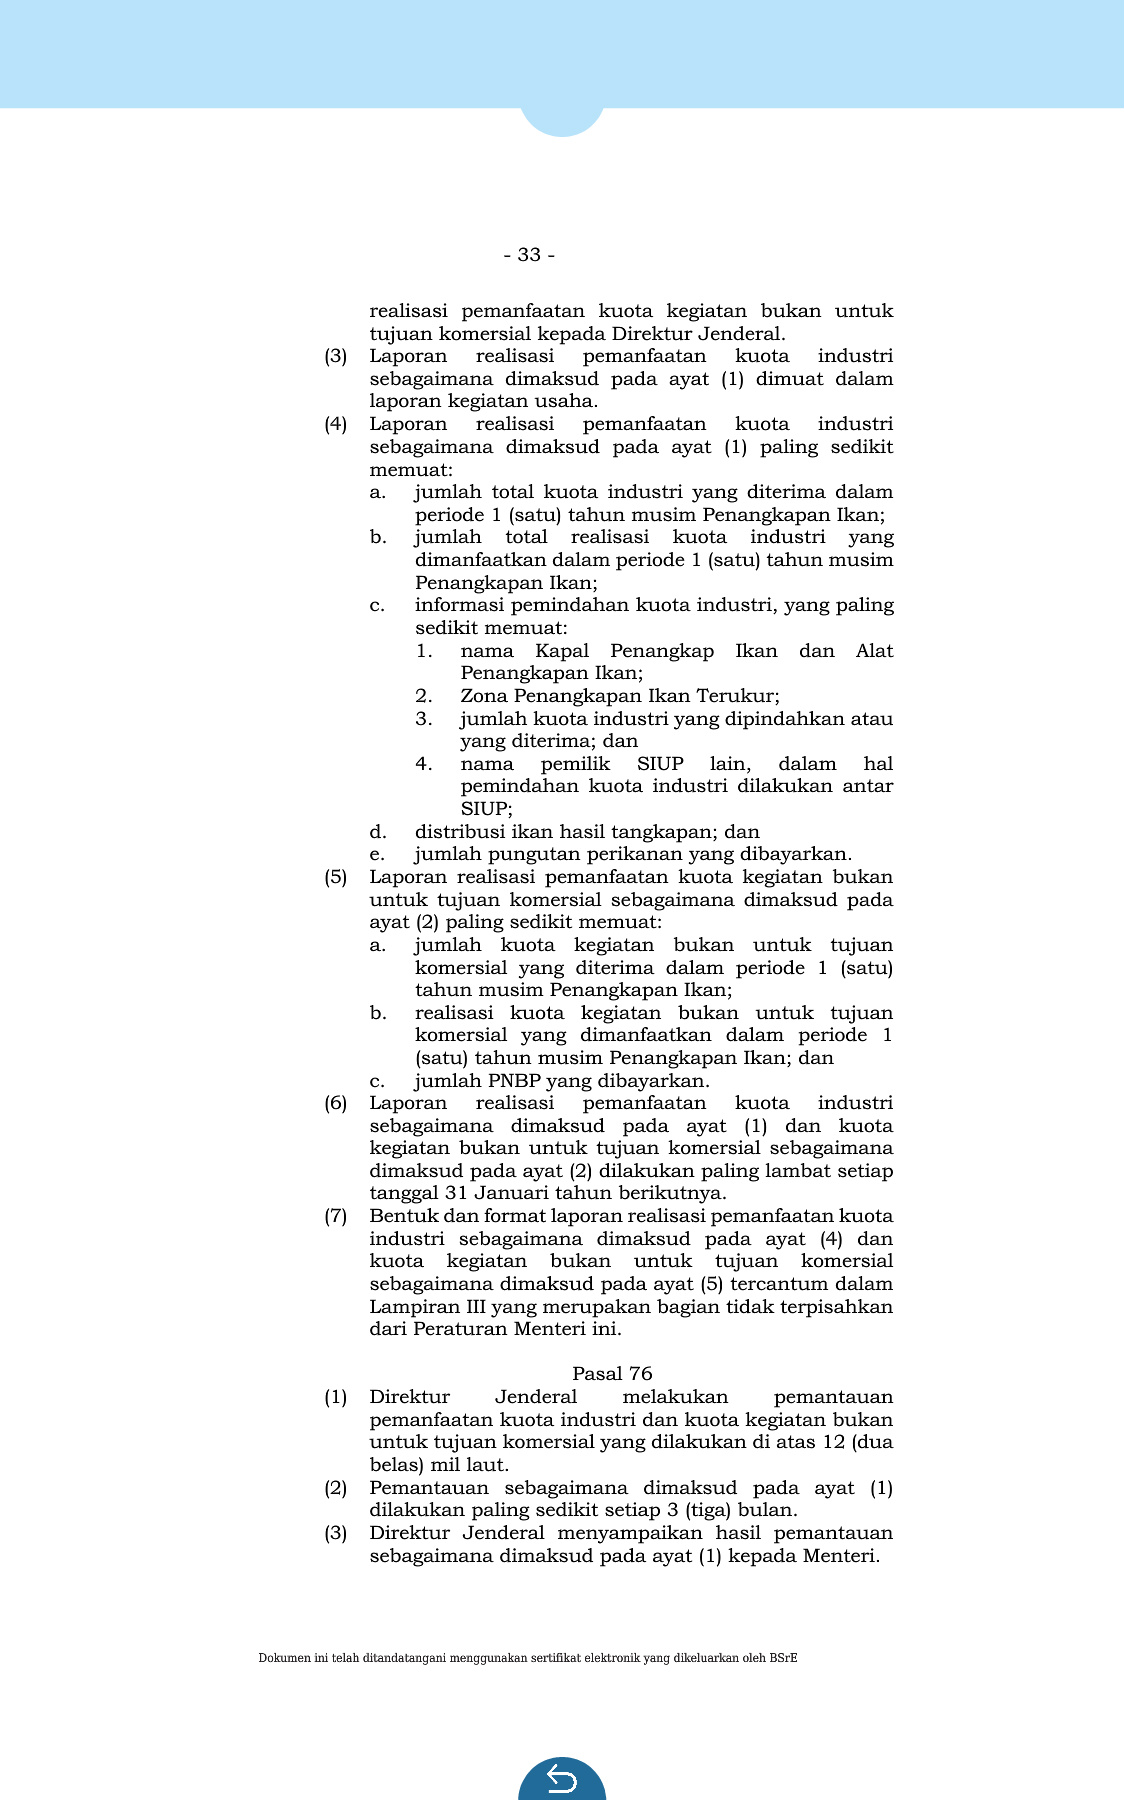 - 33 -
realisasi pemanfaatan kuota kegiatan bukan untuk
tujuan komersial kepada Direktur Jenderal.
(3) Laporan realisasi pemanfaatan kuota industri
sebagaimana dimaksud pada ayat (1) dimuat dalam
laporan kegiatan usaha.
(4) Laporan realisasi pemanfaatan kuota industri
sebagaimana dimaksud pada ayat (1) paling sedikit
memuat:
a. jumlah total kuota industri yang diterima dalam
periode 1 (satu) tahun musim Penangkapan Ikan;
b. jumlah total realisasi kuota industri yang
dimanfaatkan dalam periode 1 (satu) tahun musim
Penangkapan Ikan;
c. informasi pemindahan kuota industri, yang paling
sedikit memuat:
1. nama Kapal Penangkap Ikan dan Alat
Penangkapan Ikan;
2. Zona Penangkapan Ikan Terukur;
3. jumlah kuota industri yang dipindahkan atau
yang diterima; dan
4. nama pemilik SIUP lain, dalam hal
pemindahan kuota industri dilakukan antar
SIUP;
d. distribusi ikan hasil tangkapan; dan
e. jumlah pungutan perikanan yang dibayarkan.
(5) Laporan realisasi pemanfaatan kuota kegiatan bukan
untuk tujuan komersial sebagaimana dimaksud pada
ayat (2) paling sedikit memuat:
a. jumlah kuota kegiatan bukan untuk tujuan
komersial yang diterima dalam periode 1 (satu)
tahun musim Penangkapan Ikan;
b. realisasi kuota kegiatan bukan untuk tujuan
komersial yang dimanfaatkan dalam periode 1
(satu) tahun musim Penangkapan Ikan; dan
c. jumlah PNBP yang dibayarkan.
(6) Laporan realisasi pemanfaatan kuota industri
sebagaimana dimaksud pada ayat (1) dan kuota
kegiatan bukan untuk tujuan komersial sebagaimana
dimaksud pada ayat (2) dilakukan paling lambat setiap
tanggal 31 Januari tahun berikutnya.
(7) Bentuk dan format laporan realisasi pemanfaatan kuota
industri sebagaimana dimaksud pada ayat (4) dan
kuota kegiatan bukan untuk tujuan komersial
sebagaimana dimaksud pada ayat (5) tercantum dalam
Lampiran III yang merupakan bagian tidak terpisahkan
dari Peraturan Menteri ini.
Pasal 76
(1) Direktur Jenderal melakukan pemantauan
pemanfaatan kuota industri dan kuota kegiatan bukan
untuk tujuan komersial yang dilakukan di atas 12 (dua
belas) mil laut.
(2) Pemantauan sebagaimana dimaksud pada ayat (1)
dilakukan paling sedikit setiap 3 (tiga) bulan.
(3) Direktur Jenderal menyampaikan hasil pemantauan
sebagaimana dimaksud pada ayat (1) kepada Menteri.
Dokumen ini telah ditandatangani menggunakan sertifikat elektronik yang dikeluarkan oleh BSrE